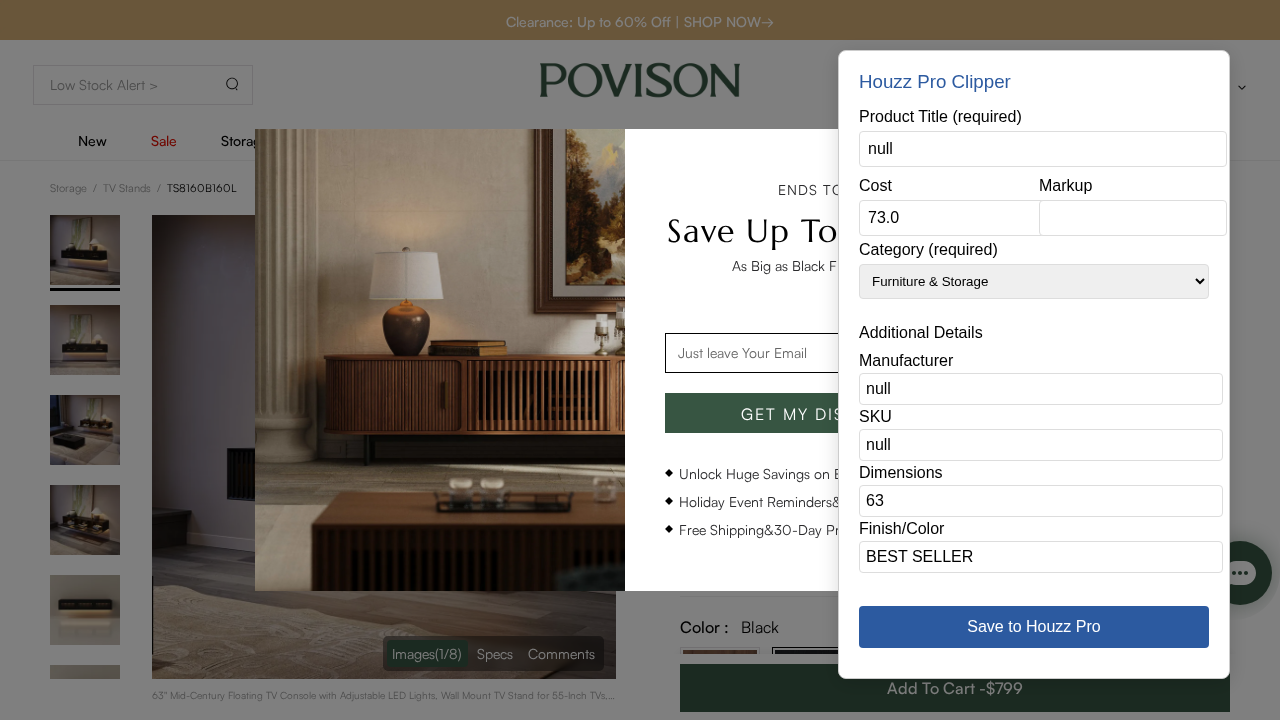 Clearance: Up to 60% Off | SHOP NOW→
Low Stock Alert >
POVISON
New
Sale
Storage / TV Stands / TS8160B160L
ENDS TO
Save Up To
As Big as Black F
Just leave Your Email
GET MY DIS
Unlock Huge Savings on
Holiday Event Reminders&
Free Shipping&30-Day Pr
Images(1/8)
Specs
Comments
63" Mid-Century Floating TV Console with Adjustable LED Lights, Wall Mount TV Stand for 55-Inch TVs,...
Color : Black
Add To Cart -$799
Houzz Pro Clipper
Product Title (required)
null
Cost
Markup
73.0
Category (required)
Furniture & Storage
Additional Details
Manufacturer
null
SKU
null
Dimensions
63
Finish/Color
BEST SELLER
Save to Houzz Pro